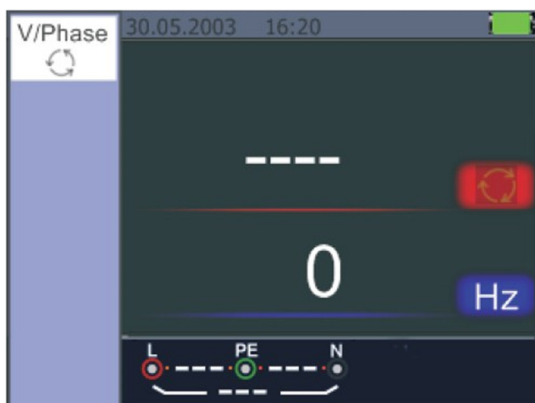 V/Phase
30.05.2003 16:20
----
0
Hz
L PE N
--- ---
---